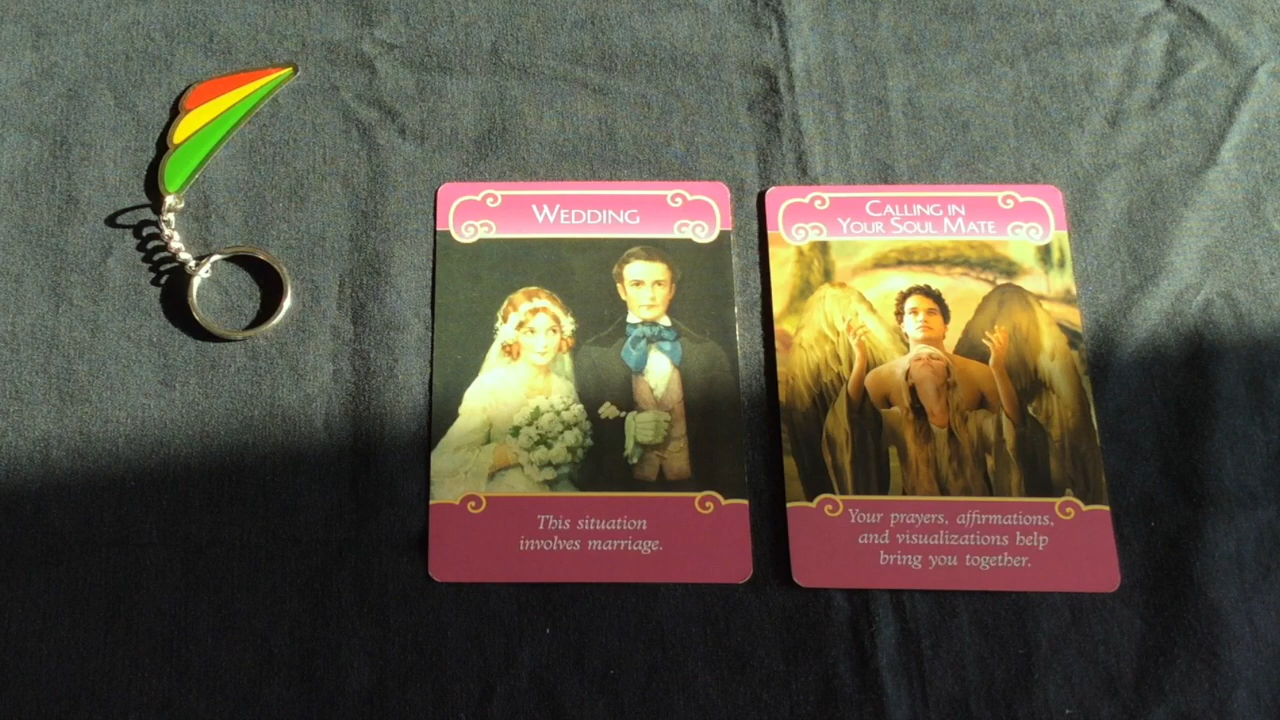 WEDDING
This situation
involves marriage.
CALLING IN
YOUR SOUL MATE
Your prayers, affirmations,
and visualizations help
bring you together.